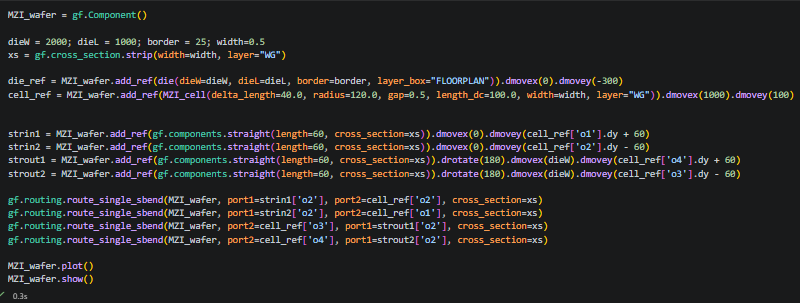 MZI_wafer = gf.Component()
dieW = 2000; dieL = 1000; border = 25; width=0.5
xs = gf.cross_section.strip(width=width, layer="WG")
die_ref = MZI_wafer.add_ref(die(dieW=dieW, dieL=dieL, border=border, layer_box="FLOORPLAN")).dmovex(0).dmovey(-300)
cell_ref = MZI_wafer.add_ref(MZI_cell(delta_length=40.0, radius=120.0, gap=0.5, length_dc=100.0, width=width, layer="WG")).dmovex(1000).dmovey(100)
strin1 = MZI_wafer.add_ref(gf.components.straight(length=60, cross_section=xs)).dmovex(0).dmovey(cell_ref['o1'].dy + 60)
strin2 = MZI_wafer.add_ref(gf.components.straight(length=60, cross_section=xs)).dmovex(0).dmovey(cell_ref['o2'].dy - 60)
strout1 = MZI_wafer.add_ref(gf.components.straight(length=60, cross_section=xs)).drotate(180).dmovex(dieW).dmovey(cell_ref['o4'].dy + 60)
strout2 = MZI_wafer.add_ref(gf.components.straight(length=60, cross_section=xs)).drotate(180).dmovex(dieW).dmovey(cell_ref['o3'].dy - 60)
gf.routing.route_single_sbend(MZI_wafer, port1=strin1['o2'], port2=cell_ref['o2'], cross_section=xs)
gf.routing.route_single_sbend(MZI_wafer, port1=strin2['o2'], port2=cell_ref['o1'], cross_section=xs)
gf.routing.route_single_sbend(MZI_wafer, port2=cell_ref['o3'], port1=strout1['o2'], cross_section=xs)
gf.routing.route_single_sbend(MZI_wafer, port2=cell_ref['o4'], port1=strout2['o2'], cross_section=xs)
MZI_wafer.plot()
MZI_wafer.show()
0.3s